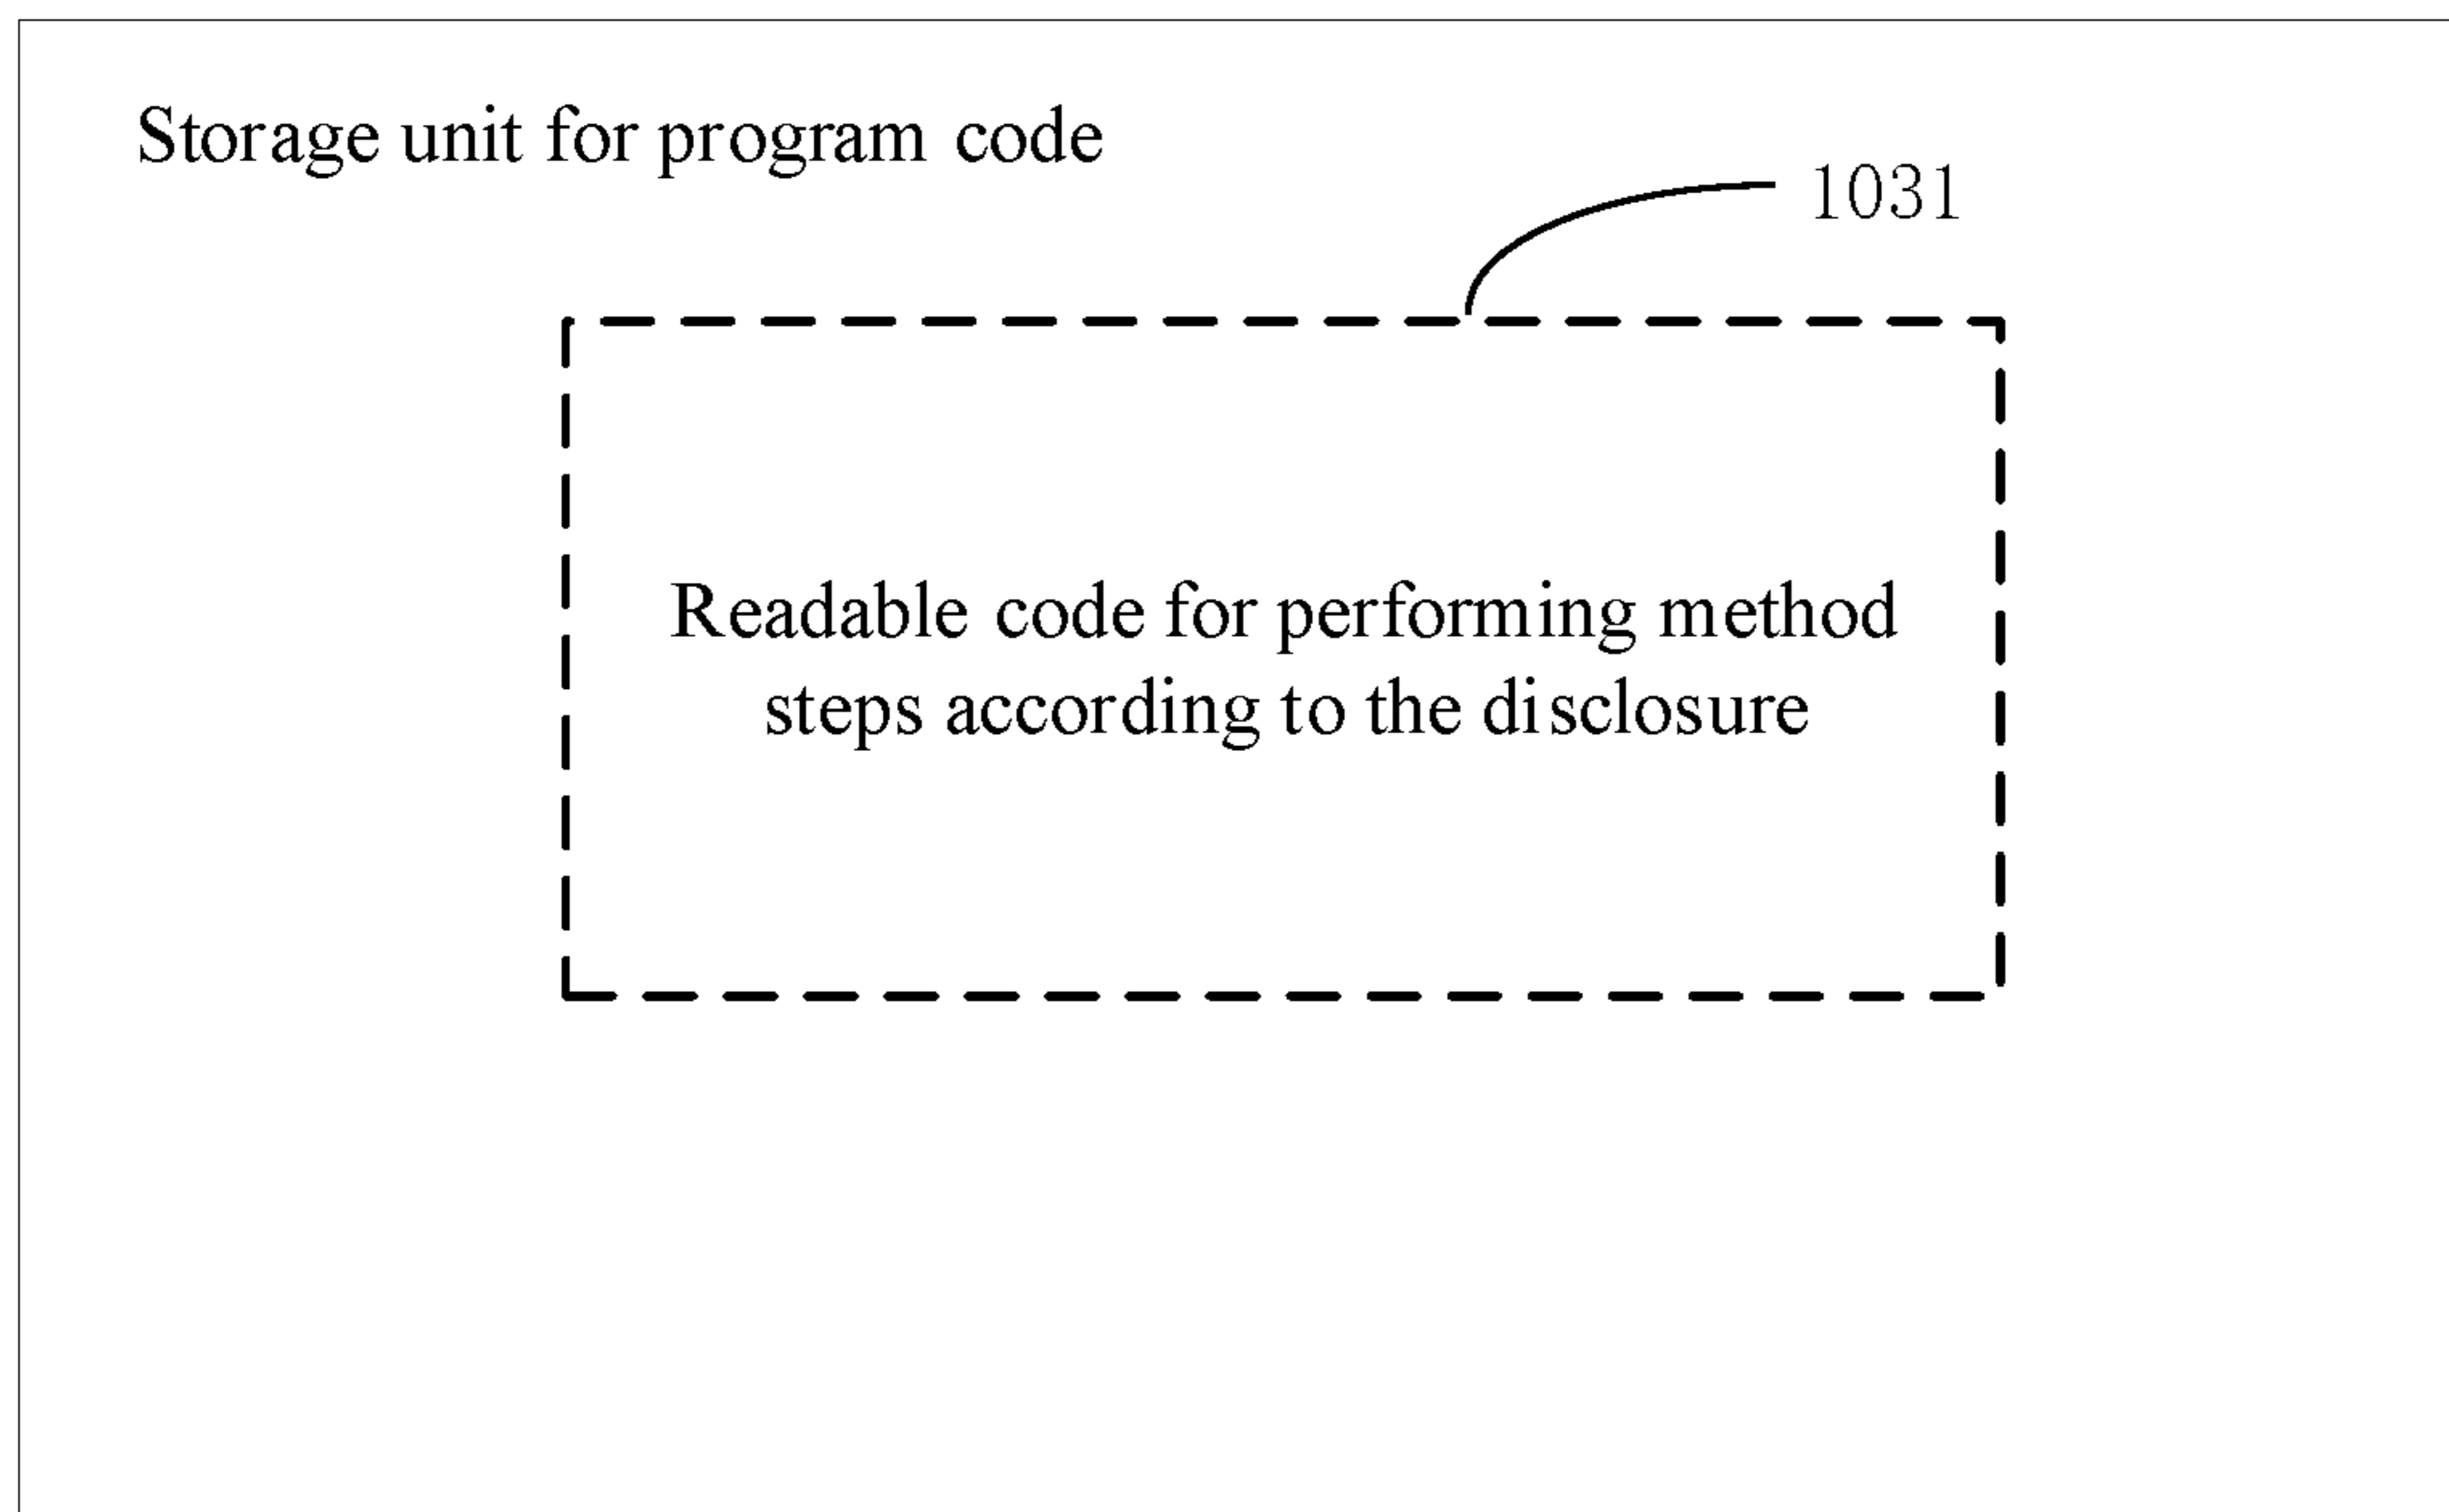 Storage unit for program code
1031
Readable code for performing method
steps according to the disclosure